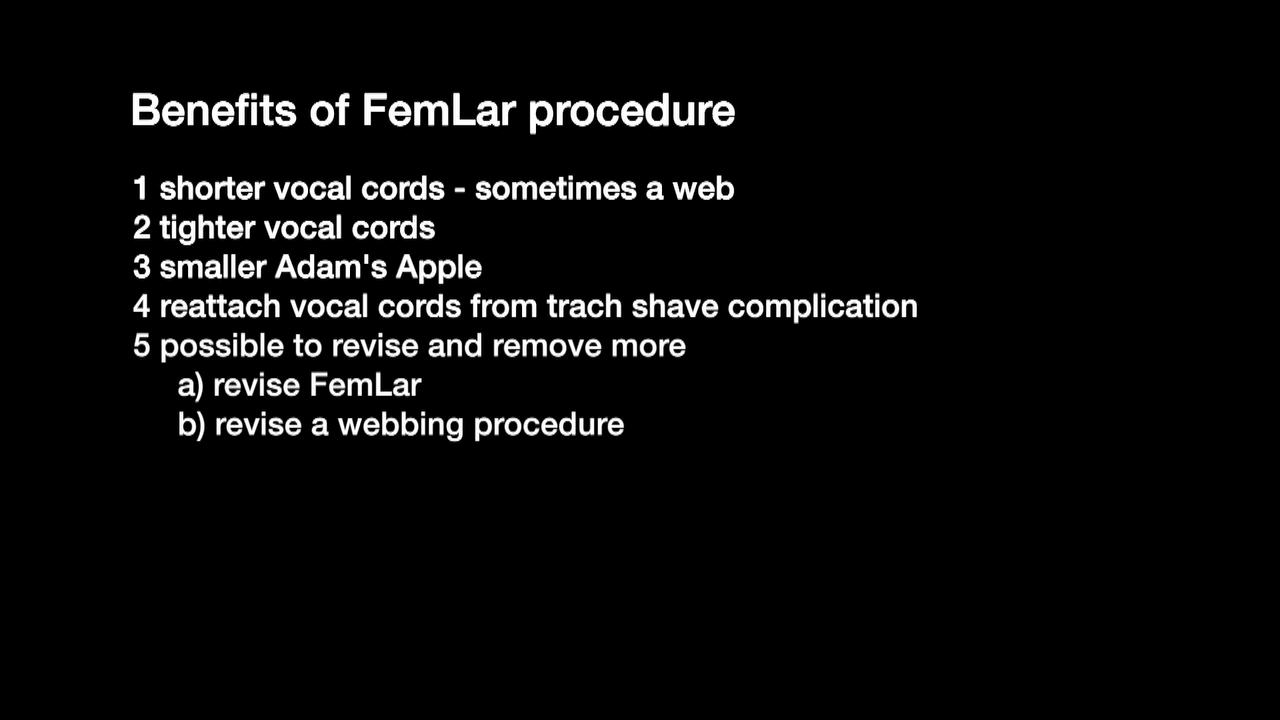 Benefits of FemLar procedure
1 shorter vocal cords - sometimes a web
2 tighter vocal cords
3 smaller Adam's Apple
4 reattach vocal cords from trach shave complication
5 possible to revise and remove more
a) revise FemLar
b) revise a webbing procedure